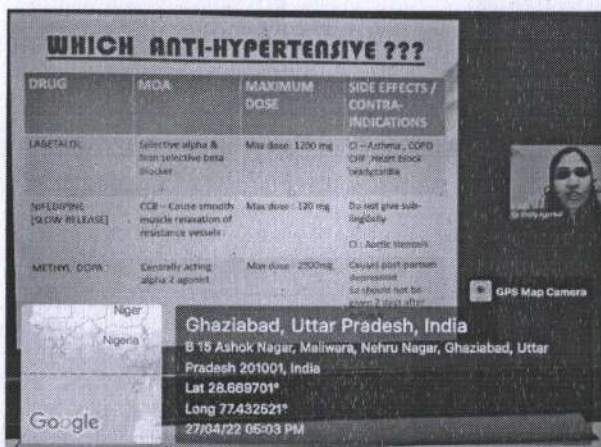 WHICH ANTI-HYPERTENSIVE ???
DRUG
MOA
MAXIMUM
DOSE
SIDE EFFECTS /
CONTRA-
INDICATIONS
LABETALOL
Selective alpha &
Non selective beta
blocker
Max dose: 1200 mg
CI – Asthma, COPD
CHF, Heart block
bradycardia
NIFEDIPINE
[SLOW RELEASE]
CCB – Cause smooth
muscle relaxation of
resistance vessels
Max dose : 120 mg
Do not give sub-
lingually
CI : Aortic stenosis
METHYL DOPA
Centrally acting
alpha 2 agonist
Max dose :
Causes post-partum
depression
So should not be
given 2 days after
GPS Map Camera
Niger
Nigeria
Google
Ghaziabad, Uttar Pradesh, India
B 15 Ashok Nagar, Maliwara, Nehru Nagar, Ghaziabad, Uttar
Pradesh 201001, India
Lat 28.669701°
Long 77.432521°
27/04/22 05:03 PM